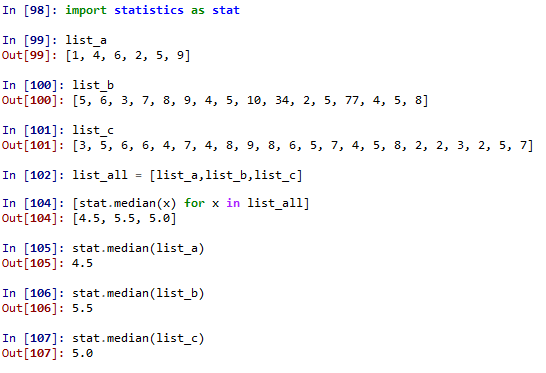 In [98]: import statistics as stat
In [99]: list_a
Out[99]: [1, 4, 6, 2, 5, 9]
In [100]: list_b
Out[100]: [5, 6, 3, 7, 8, 9, 4, 5, 10, 34, 2, 5, 77, 4, 5, 8]
In [101]: list_c
Out[101]: [3, 5, 6, 6, 4, 7, 4, 8, 9, 8, 6, 5, 7, 4, 5, 8, 2, 2, 3, 2, 5, 7]
In [102]: list_all = [list_a,list_b,list_c]
In [104]: [stat.median(x) for x in list_all]
Out[104]: [4.5, 5.5, 5.0]
In [105]: stat.median(list_a)
Out[105]: 4.5
In [106]: stat.median(list_b)
Out[106]: 5.5
In [107]: stat.median(list_c)
Out[107]: 5.0